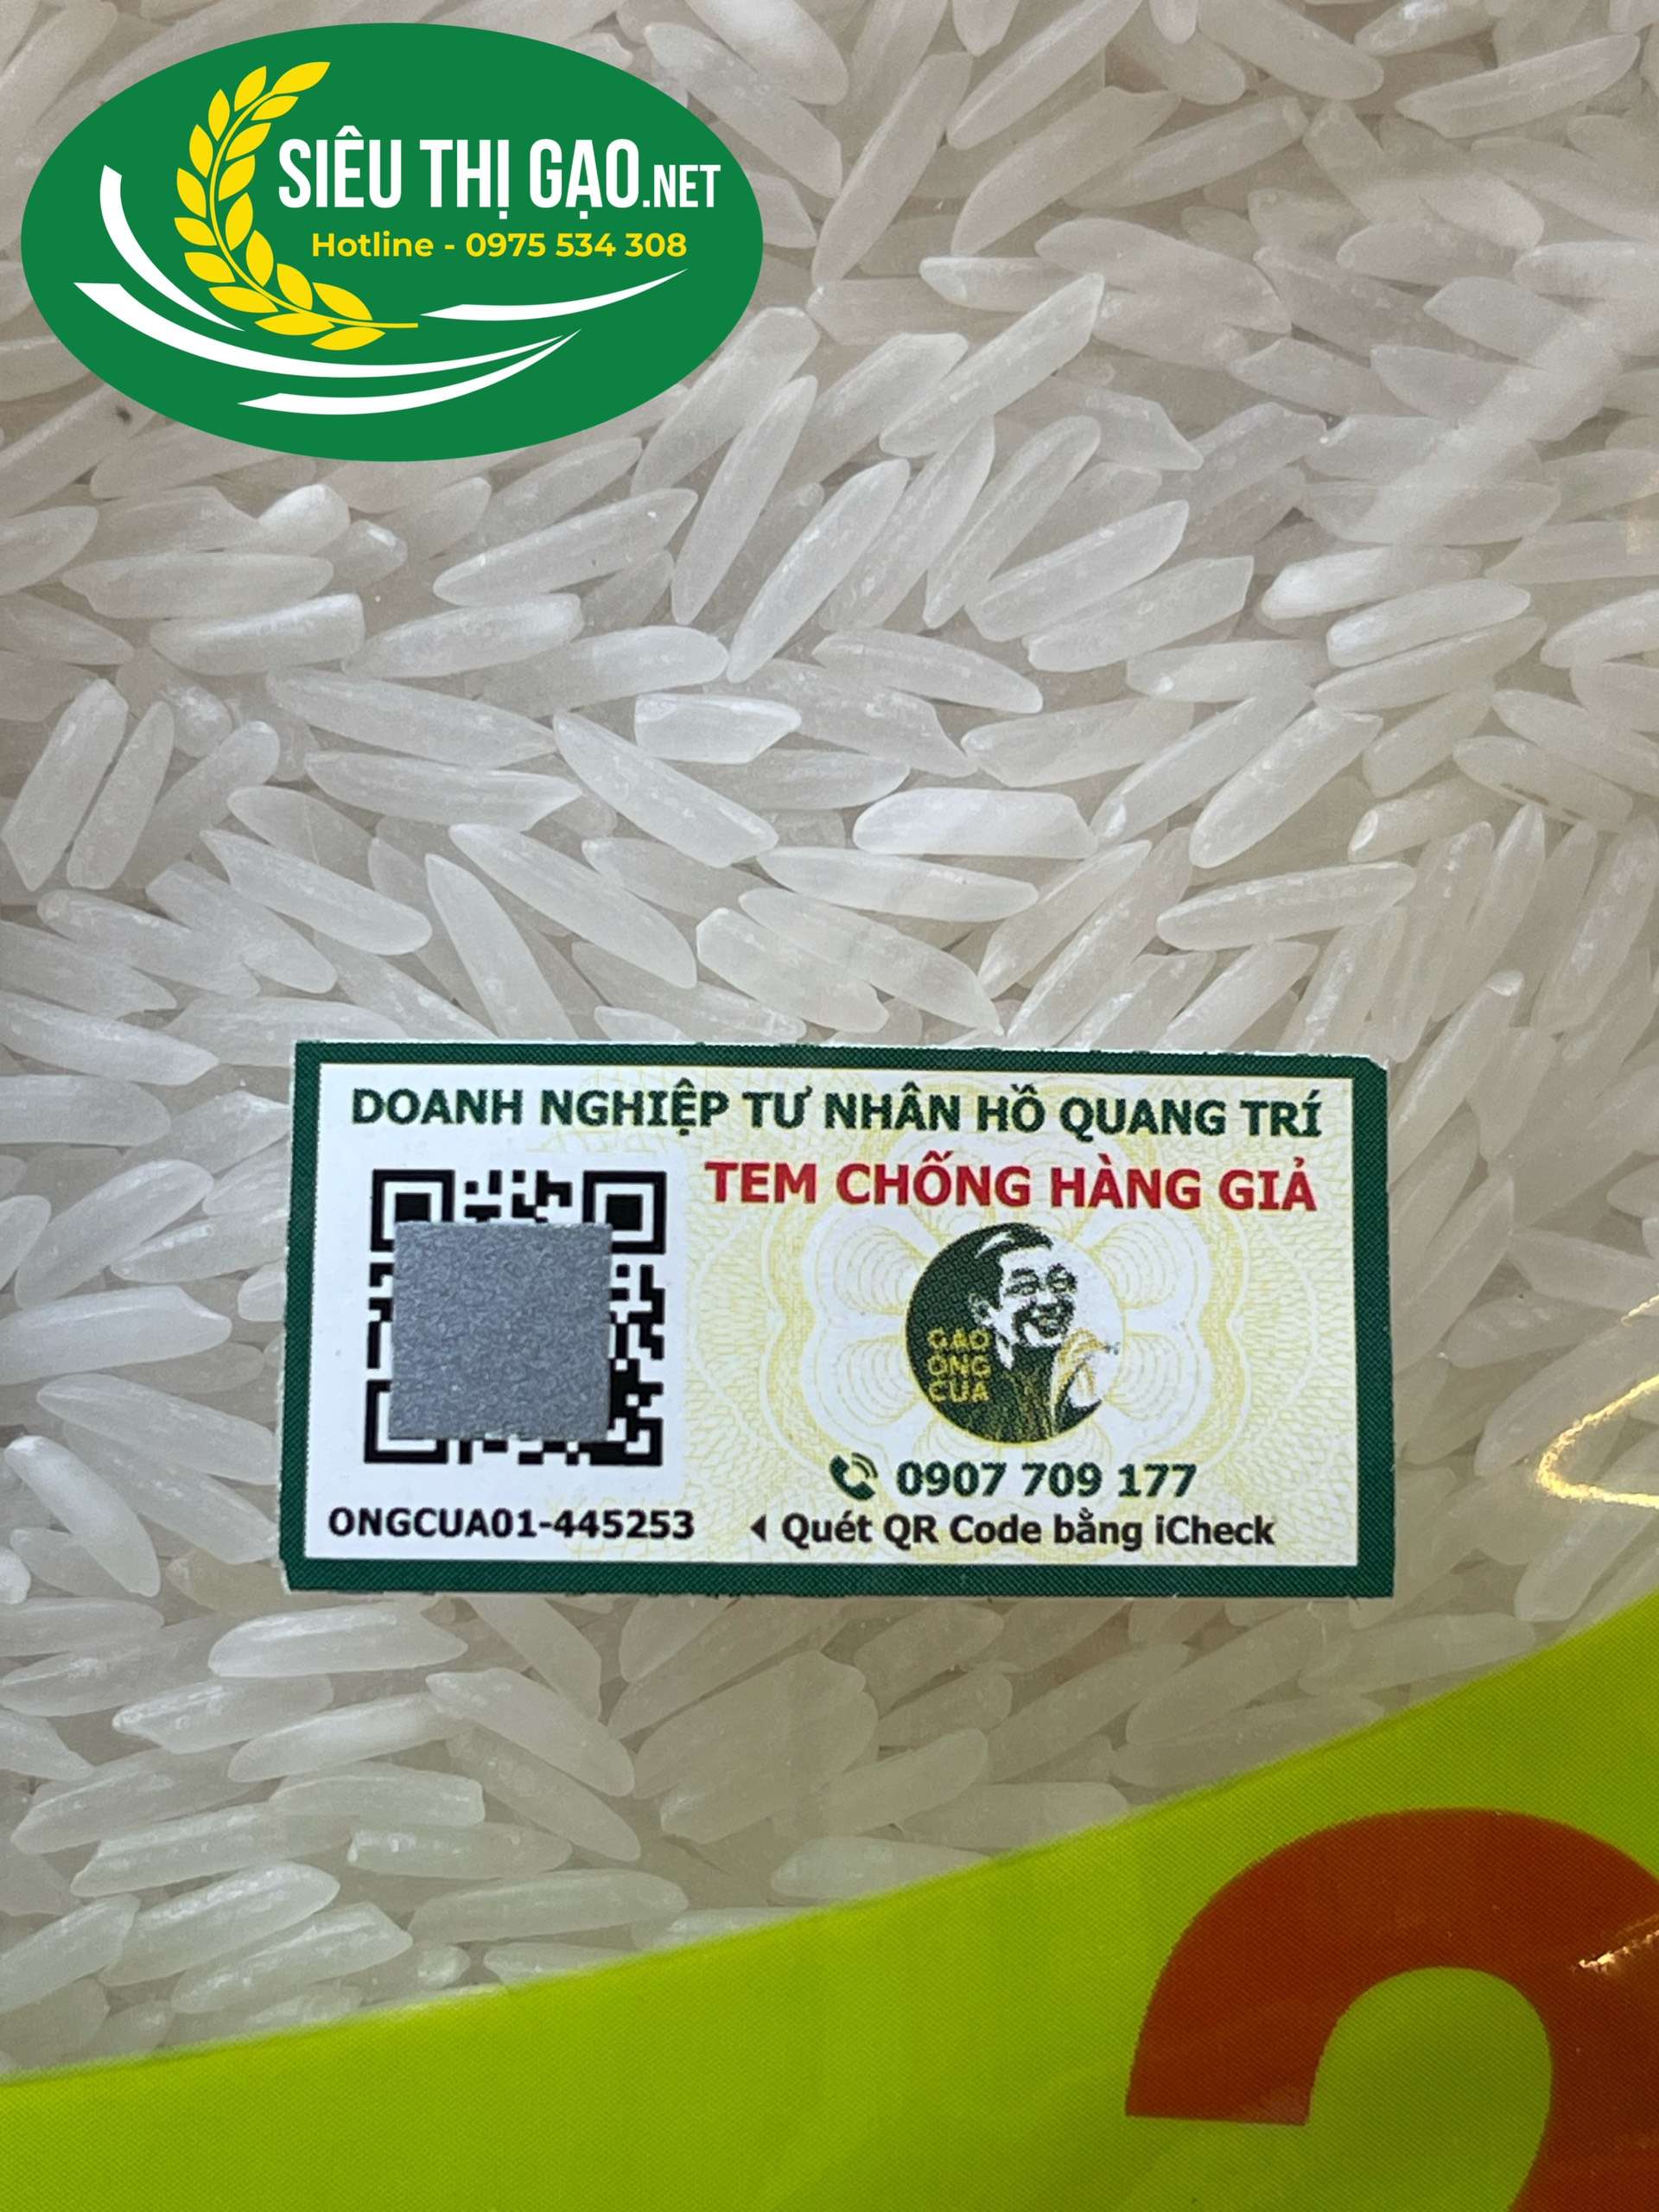 SIÊU THỊ GẠO.NET
Hotline - 0975 534 308
DOANH NGHIỆP TƯ NHÂN HỒ QUANG TRÍ
TEM CHỐNG HÀNG GIẢ
GẠO
ÔNG
CUA
0907 709 177
ONGCUA01-445253
Quét QR Code bằng iCheck
2